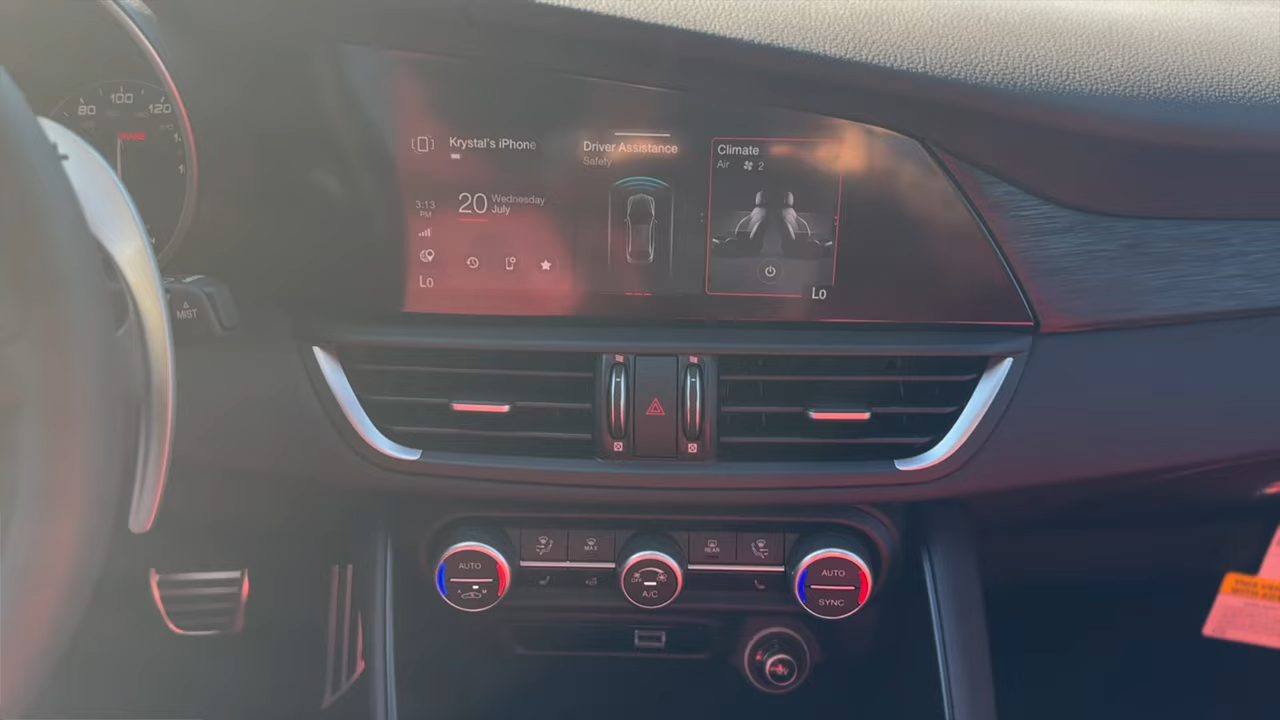 80
100
120
Krystal's iPhone
Driver Assistance
Safety
Climate
Air 2
3:13
PM
20 Wednesday
July
Lo
Lo
MIST
AUTO
A M
MAX
OFF
A/C
REAR
AUTO
SYNC